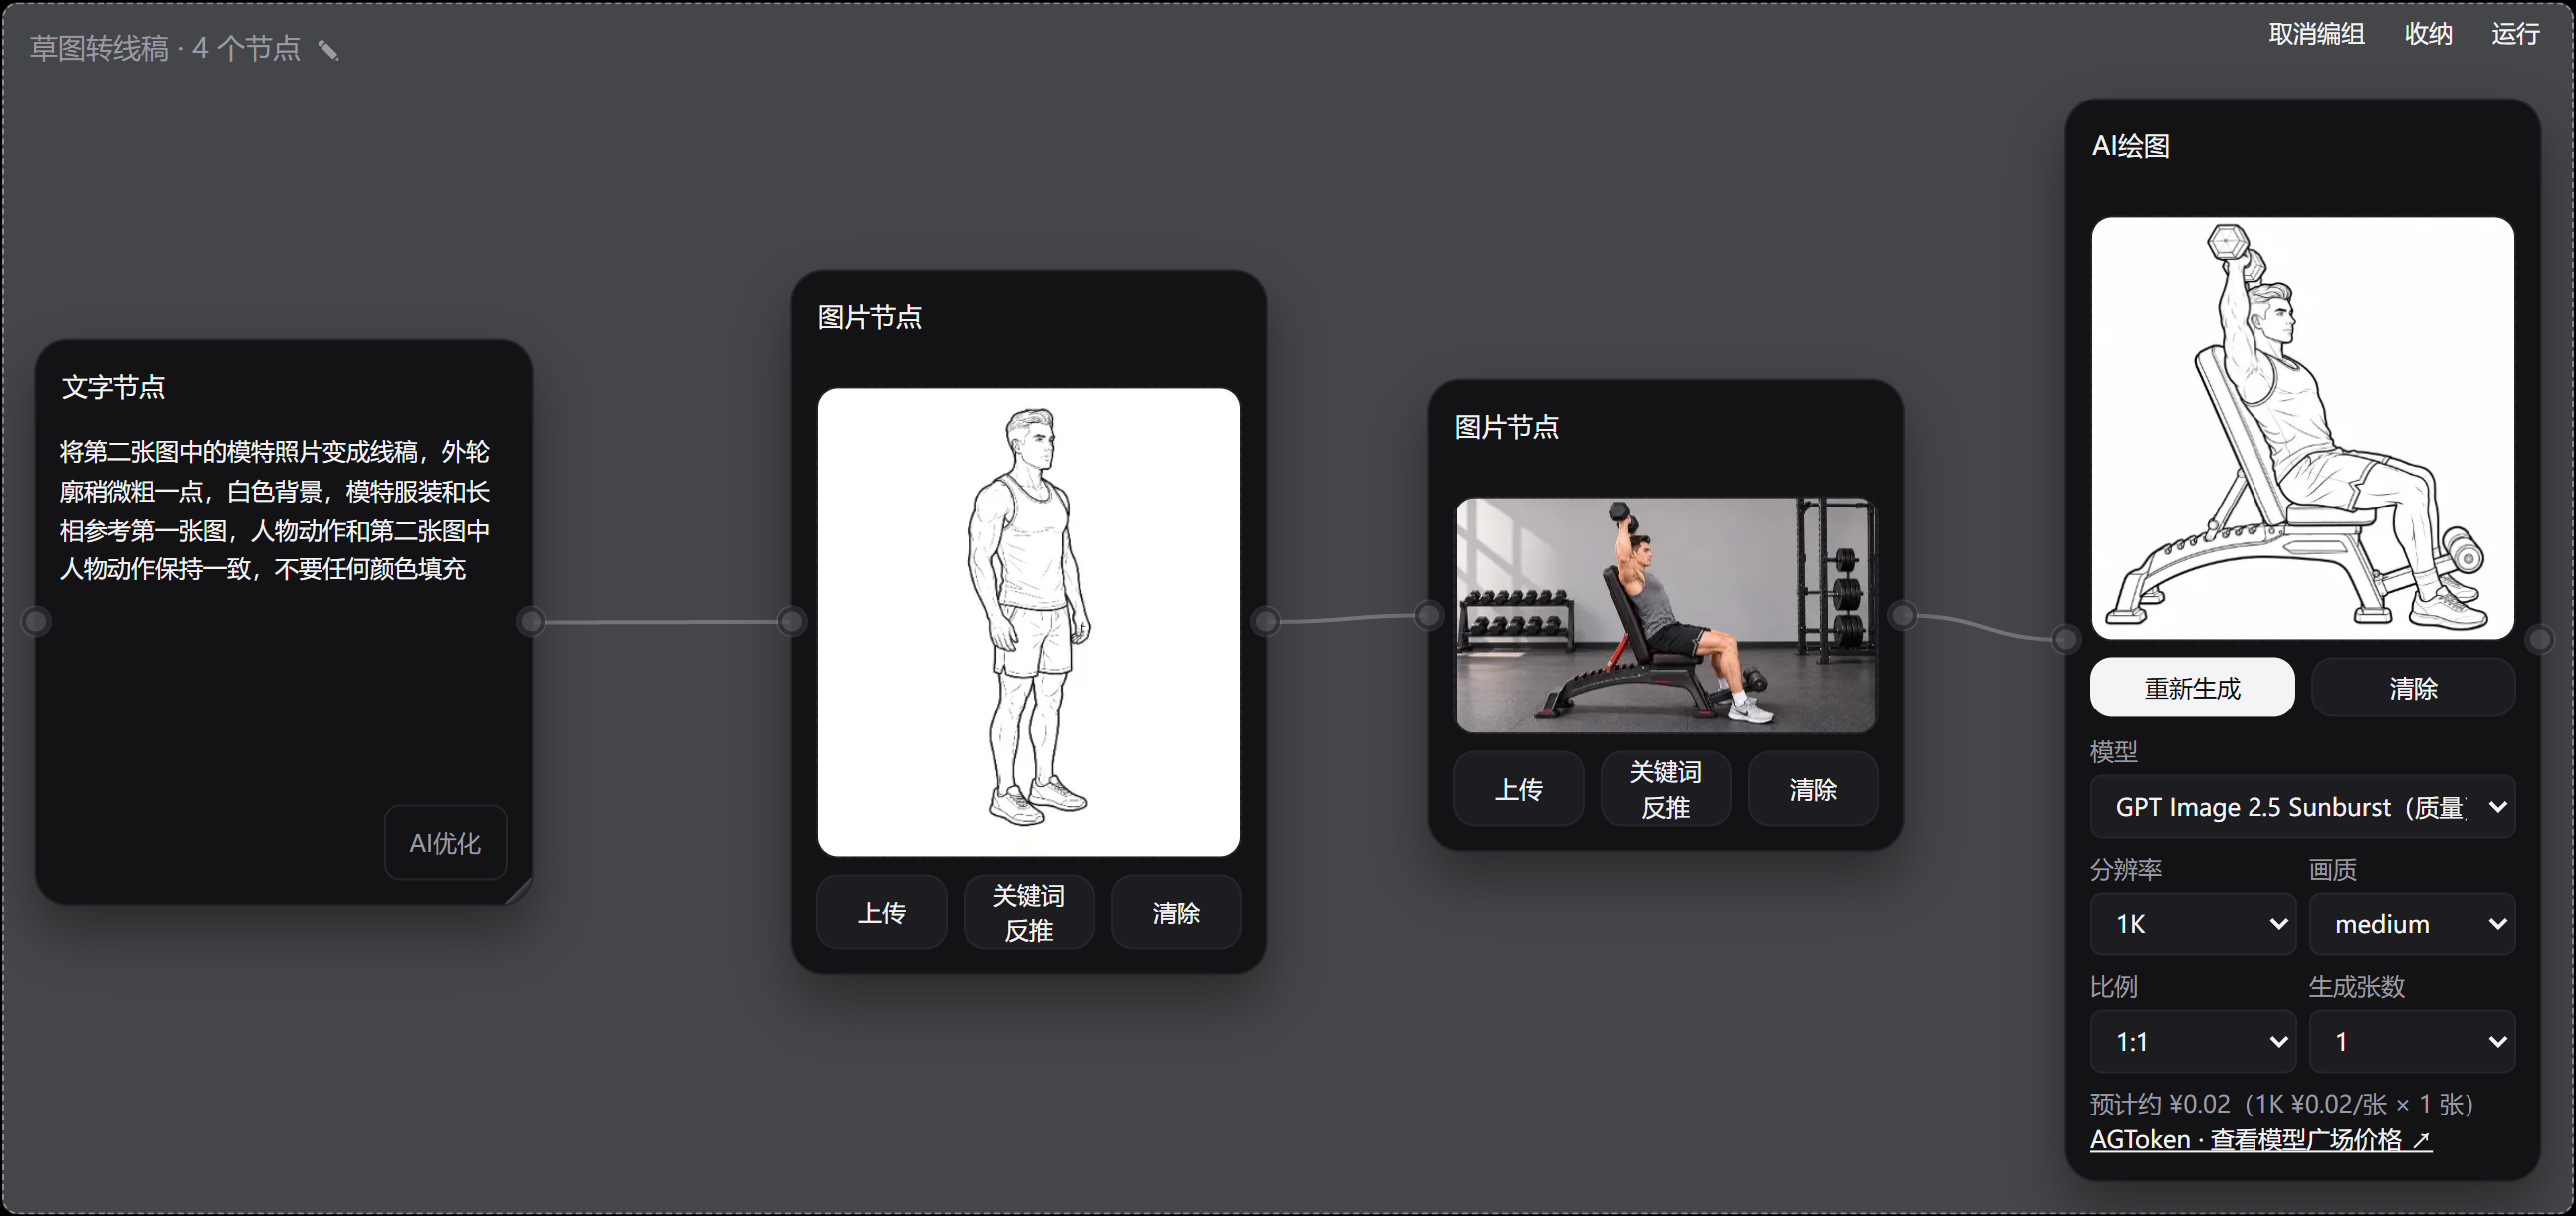 草图转线稿 · 4 个节点
取消编组 收纳 运行
文字节点
将第二张图中的模特照片变成线稿，外轮
廓稍微粗一点，白色背景，模特服装和长
相参考第一张图，人物动作和第二张图中
人物动作保持一致，不要任何颜色填充
AI优化
图片节点
上传
关键词
反推
清除
图片节点
上传
关键词
反推
清除
AI绘图
重新生成 清除
模型
GPT Image 2.5 Sunburst（质量
分辨率 画质
1K medium
比例 生成张数
1:1 1
预计约 ¥0.02（1K ¥0.02/张 × 1 张）
AGToken · 查看模型广场价格 ↗